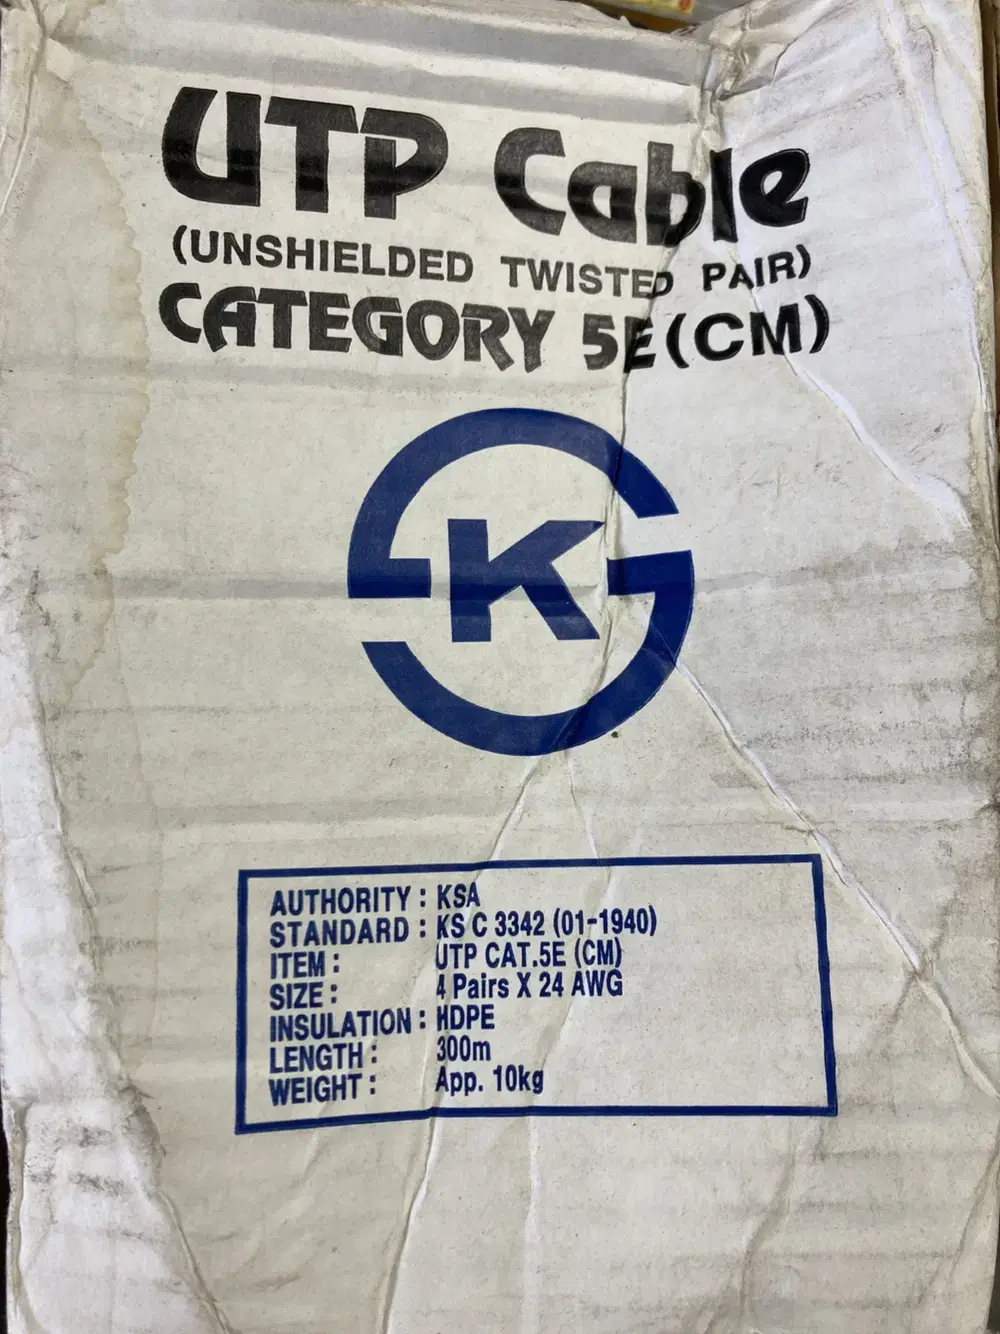 UTP Cable
(UNSHIELDED TWISTED PAIR)
CATEGORY 5E(CM)
K
AUTHORITY : KSA
STANDARD : KS C 3342 (01-1940)
ITEM : UTP CAT.5E (CM)
SIZE : 4 Pairs X 24 AWG
INSULATION : HDPE
LENGTH : 300m
WEIGHT : App. 10kg